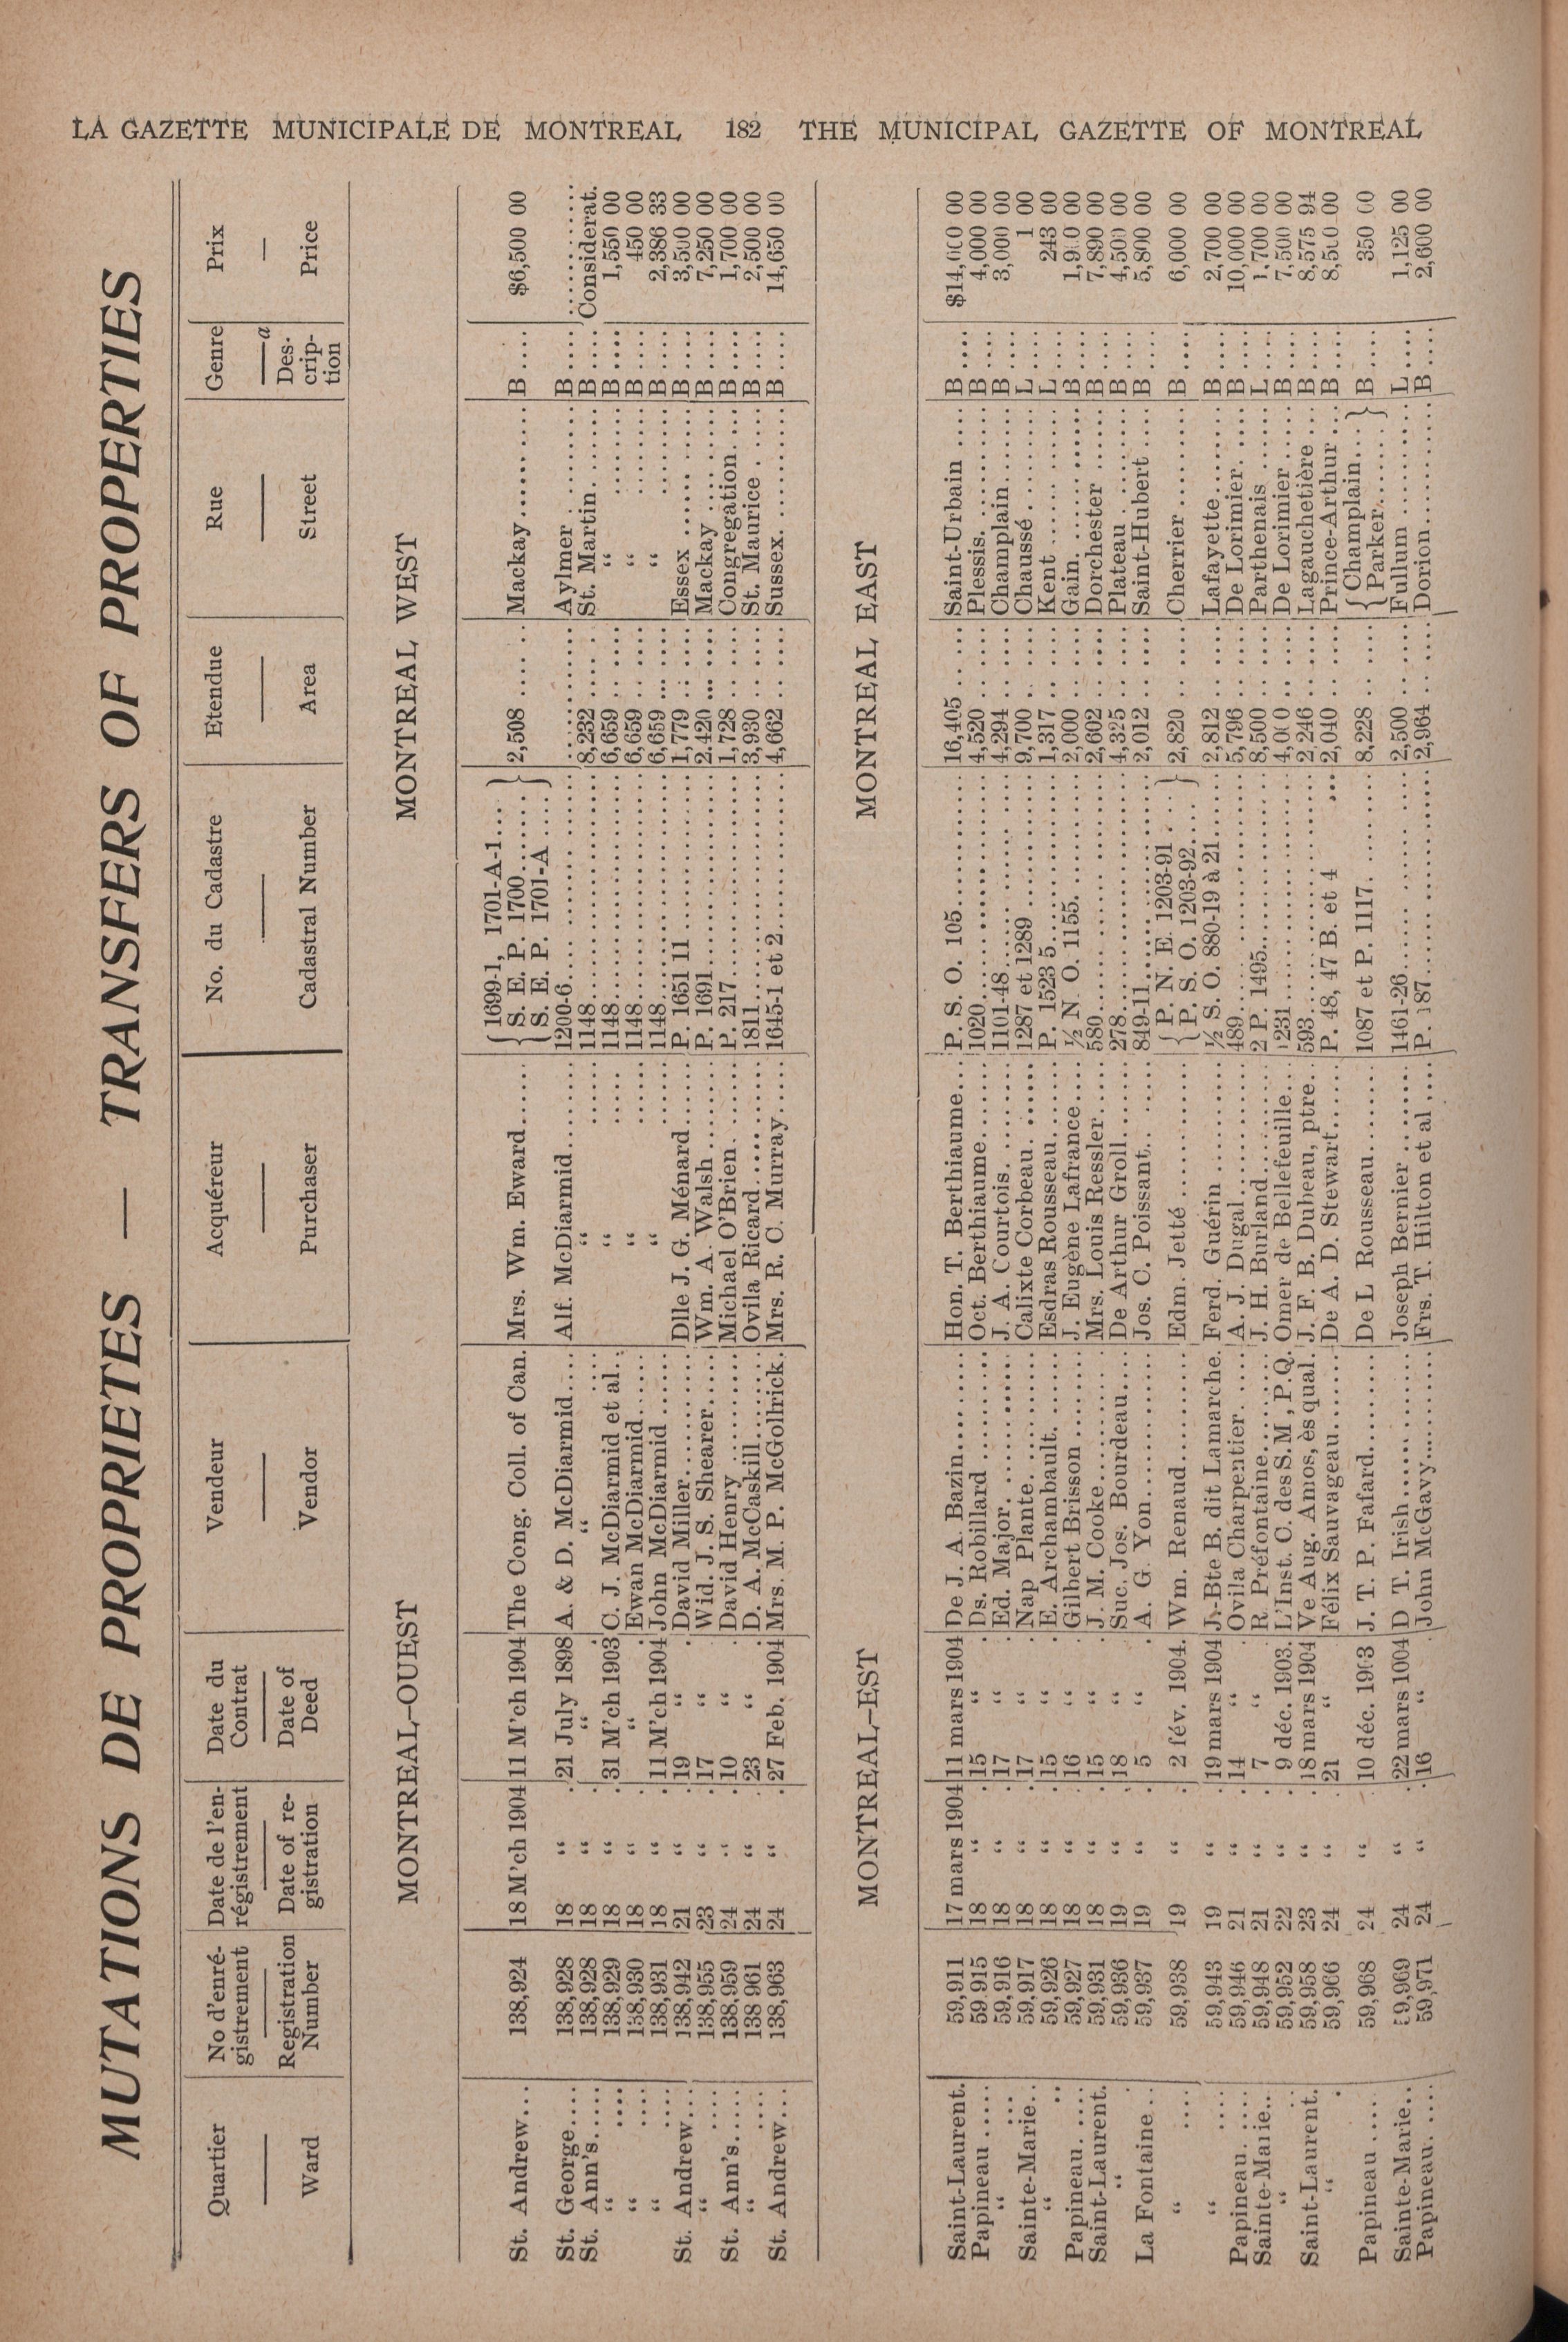 LA GAZETTE MUNICIPALE DE MONTREAL 182 THE MUNICIPAL GAZETTE OF MONTREAL
MUTATIONS DE PROPRIETES — TRANSFERS OF PROPERTIES
Quartier — Ward No d'enrégistrement — Registration Number Date de l'enrégistrement — Date of registration Date du Contrat — Date of Deed Vendeur — Vendor Acquéreur — Purchaser No. du Cadastre — Cadastral Number Etendue — Area Rue — Street Genre — Description Prix — Price
MONTREAL-OUEST MONTREAL WEST
St. Andrew... 138,924 18 M'ch 1904 11 M'ch 1904 The Cong. Coll. of Can. Mrs. Wm. Eward...... { 1699-1, 1701-A-1.... S. E. P. 1700....... S. E. P. 1701-A .... } 2,508 .... .. Mackay.......... B .... $6,500 00
St. George.... 138,928 18 “ . 21 July 1898 A. & D. McDiarmid.... Alf. McDiarmid........ 1200-6.... ............ Aylmer ......... B ....
St. Ann's..... 138,928 18 “ . “ “ .... “ ...... 1148.................. 8,232 .... .. St. Martin....... B .... Considerat.
“ .... 138,929 18 “ . 31 M'ch 1903 C. J. McDiarmid et al.. “ ...... 1148.................. 6,659 .. .... “ ....... B .... 1,550 00
“ .... 138,930 18 “ . “ . Ewan McDiarmid...... “ ...... 1148.................. 6,659 .. .... “ ....... B .... 450 00
“ .... 138,931 18 “ . 11 M'ch 1904 John McDiarmid ...... “ ...... 1148.................. 6,659 ... .... “ ....... B .... 2,386 33
St. Andrew... 138,942 21 “ . 19 “ . David Miller.......... Dlle J. G. Ménard...... P. 1651 11 ............ 1,779 .. .... Essex ........... B .... 3,500 00
“ .... 138,955 23 “ . 17 “ . Wid. J. S. Shearer..... Wm. A. Walsh ........ P. 1691............... 2.420 ... .... Mackay ......... B .... 7,250 00
St. Ann's..... 138,959 24 “ . 10 “ . David Henry .......... Michael O'Brien. ...... P. 217................ 1,728 .. .... Congregation.... B .... 1,700 00
“ .... 138 961 24 “ . 23 “ . D. A. McCaskill........ Ovila Ricard........... 1811.................. 3,930 .. .... St. Maurice ..... B .... 2,500 00
St. Andrew... 138,963 24 “ . 27 Feb. 1904 Mrs. M. P. McGolhrick. Mrs. R. C. Murray..... 1645-1 et 2........... 4,662 .. .... Sussex.......... B .... 14,650 00
MONTREAL-EST MONTREAL EAST
Saint-Laurent. 59,911 17 mars 1904 11 mars 1904 De J. A. Bazin......... Hon. T. Berthiaume... P. S. O. 105........... 16,405 .. ... Saint-Urbain .... B ....
Papineau ..... 59 915 18 “ . 15 “ . Ds. Robillard ......... Oct. Berthiaume....... 1020.................. 4,520 .. .... Plessis.......... B .... 4,000 00
“ ... 59,916 18 “ . 17 “ . Ed. Major............. J. A. Courtois. ........ 1101-48............... 4,294 .. .... Champlain....... B .... 3,000 00
Sainte-Marie.. 59,917 18 “ . 17 “ . Nap Plante............ Calixte Corbeau. ...... 1287 et 1289 .......... 9,700 .. .... Chaussé ........ L .... 1 00
“ .. 59,926 18 “ . 15 “ . E. Archambault. ...... Esdras Rousseau....... P. 1523 5............. 1,317 .. .... Kent ........... L .... 243 00
Papineau. .... 59,927 18 “ . 16 “ . Gilbert Brisson ....... J. Eugène Lafrance.... ½ N. O. 1155.......... 2,000 .. .... Gain. .......... B ....
Saint-Laurent. 59,931 18 “ . 15 “ . J. M. Cooke........... Mrs. Louis Ressler..... 580................... 2,602 .. .... Dorchester ...... B .... 7,890 00
“ 59,936 19 “ . 18 “ . Suc. Jos. Bourdeau.... De Arthur Groll....... 278................... 4,325 .. .... Plateau ........ B .... 4,500 00
La Fontaine .. 59,937 19 “ . 5 “ . A. G. Yon............. Jos. C. Poissant... .... 849-11................ 2,012 .. .... Saint-Hubert .... B .... 5,800 00
“ .... 59,938 19 “ . 2 fév. 1904. Wm. Renaud.......... Edm. Jetté ........... { P. N. E. 1203-91 .... P. S. O. 1203-92.... } 2,820 .. .... Cherrier ......... B .... 6,000 00
“ .... 59,943 19 “ . 19 mars 1904 J.-Bte B. dit Lamarche. Ferd. Guérin .......... ½ S. O. 880-19 à 21...... 2,812 .. .... Lafayette........ B .... 2,700 00
Papineau. .... 59,946 21 “ . 14 “ . Ovila Charpentier. .... A. J. Dugal........... 489................... 5,796 .. .... De Lorimier..... B .... 10,000 00
Sainte-Marie.. 59,948 21 “ . 7 “ . R. Préfontaine........ J. H. Burland......... 2 P. 1495............. 8,500 .. .... Parthenais ...... L .... 1,700 00
“ .. 59,952 22 “ . 9 déc. 1903. L'Inst. C. des S. M , P.Q. Omer de Bellefeuille... 231................... De Lorimier ..... B .... 7,500 00
Saint-Laurent. 59,958 23 “ . 18 mars 1904 Ve Aug. Amos, ès qual. J. F. B. Dubeau, ptre.. 593................... 2,246 .. .... Lagauchetière ... B .... 8,575 94
“ . 59,966 24 “ . 21 “ Félix Sauvageau....... De A. D. Stewart...... P. 48, 47 B. et 4 ... 2,040 .. .... Prince-Arthur ... B .... 8,500 00
Papineau .... 59,968 24 “ . 10 déc. 1903 J. T. P. Fafard......... De L Rousseau........ 1087 et P. 1117. ........ 8,228 .. .... { Champlain.... Parker....... } B .... 350 00
Sainte-Marie.. 59,969 24 “ . 22 mars 1004 D T. Irish............ Joseph Bernier ....... 1461-26............... 2,500 .. .... Fullum ......... L .... 1,125 00
Papineau. .... 59,971 24 “ . 16 “ . John McGavy.......... Frs. T. Hilton et al .... 2,964 .. .... Dorion.......... B .... 2,600 00